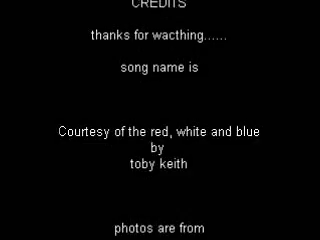 CREDITS
thanks for wacthing......
song name is
Courtesy of the red, white and blue
by
toby keith
photos are from